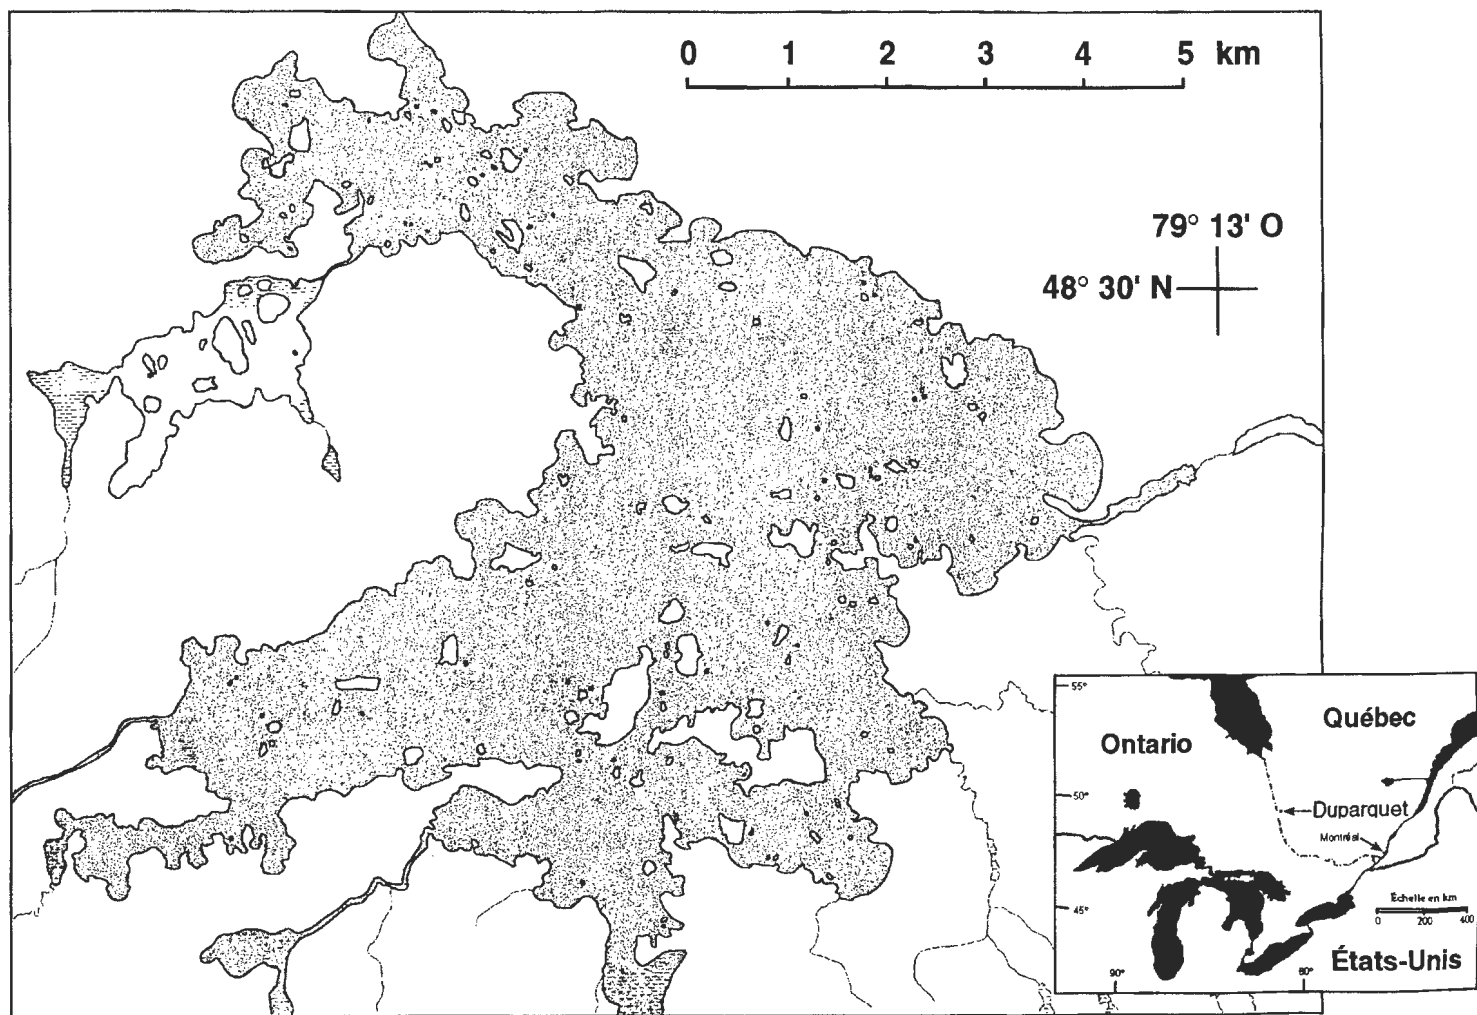 0 1 2 3 4 5 km
79° 13' O
48° 30' N
55°
Québec
Ontario
50°
Duparquet
Montréal
Échelle en km
0 200 400
45°
États-Unis
90°
80°